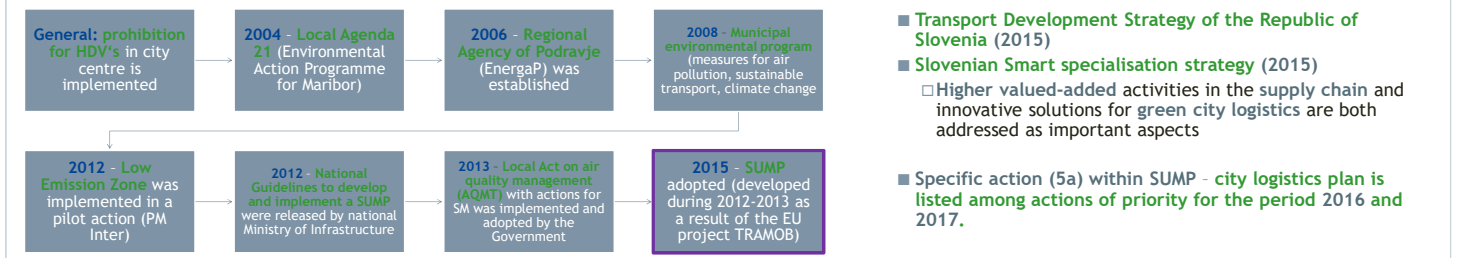 General: prohibition
for HDV's in city
centre is
implemented
2004 – Local Agenda
21 (Environmental
Action Programme
for Maribor)
2006 – Regional
Agency of Podravje
(EnergaP) was
established
2008 – Municipal
environmental program
(measures for air
pollution, sustainable
transport, climate change
2012 – Low
Emission Zone was
implemented in a
pilot action (PM
Inter)
2012 – National
Guidelines to develop
and implement a SUMP
were released by national
Ministry of Infrastructure
2013 – Local Act on air
quality management
(AQMT) with actions for
SM was implemented and
adopted by the
Government
2015 – SUMP
adopted (developed
during 2012-2013 as
a result of the EU
project TRAMOB)
Transport Development Strategy of the Republic of
Slovenia (2015)
Slovenian Smart specialisation strategy (2015)
Higher valued-added activities in the supply chain and
innovative solutions for green city logistics are both
addressed as important aspects
Specific action (5a) within SUMP – city logistics plan is
listed among actions of priority for the period 2016 and
2017.